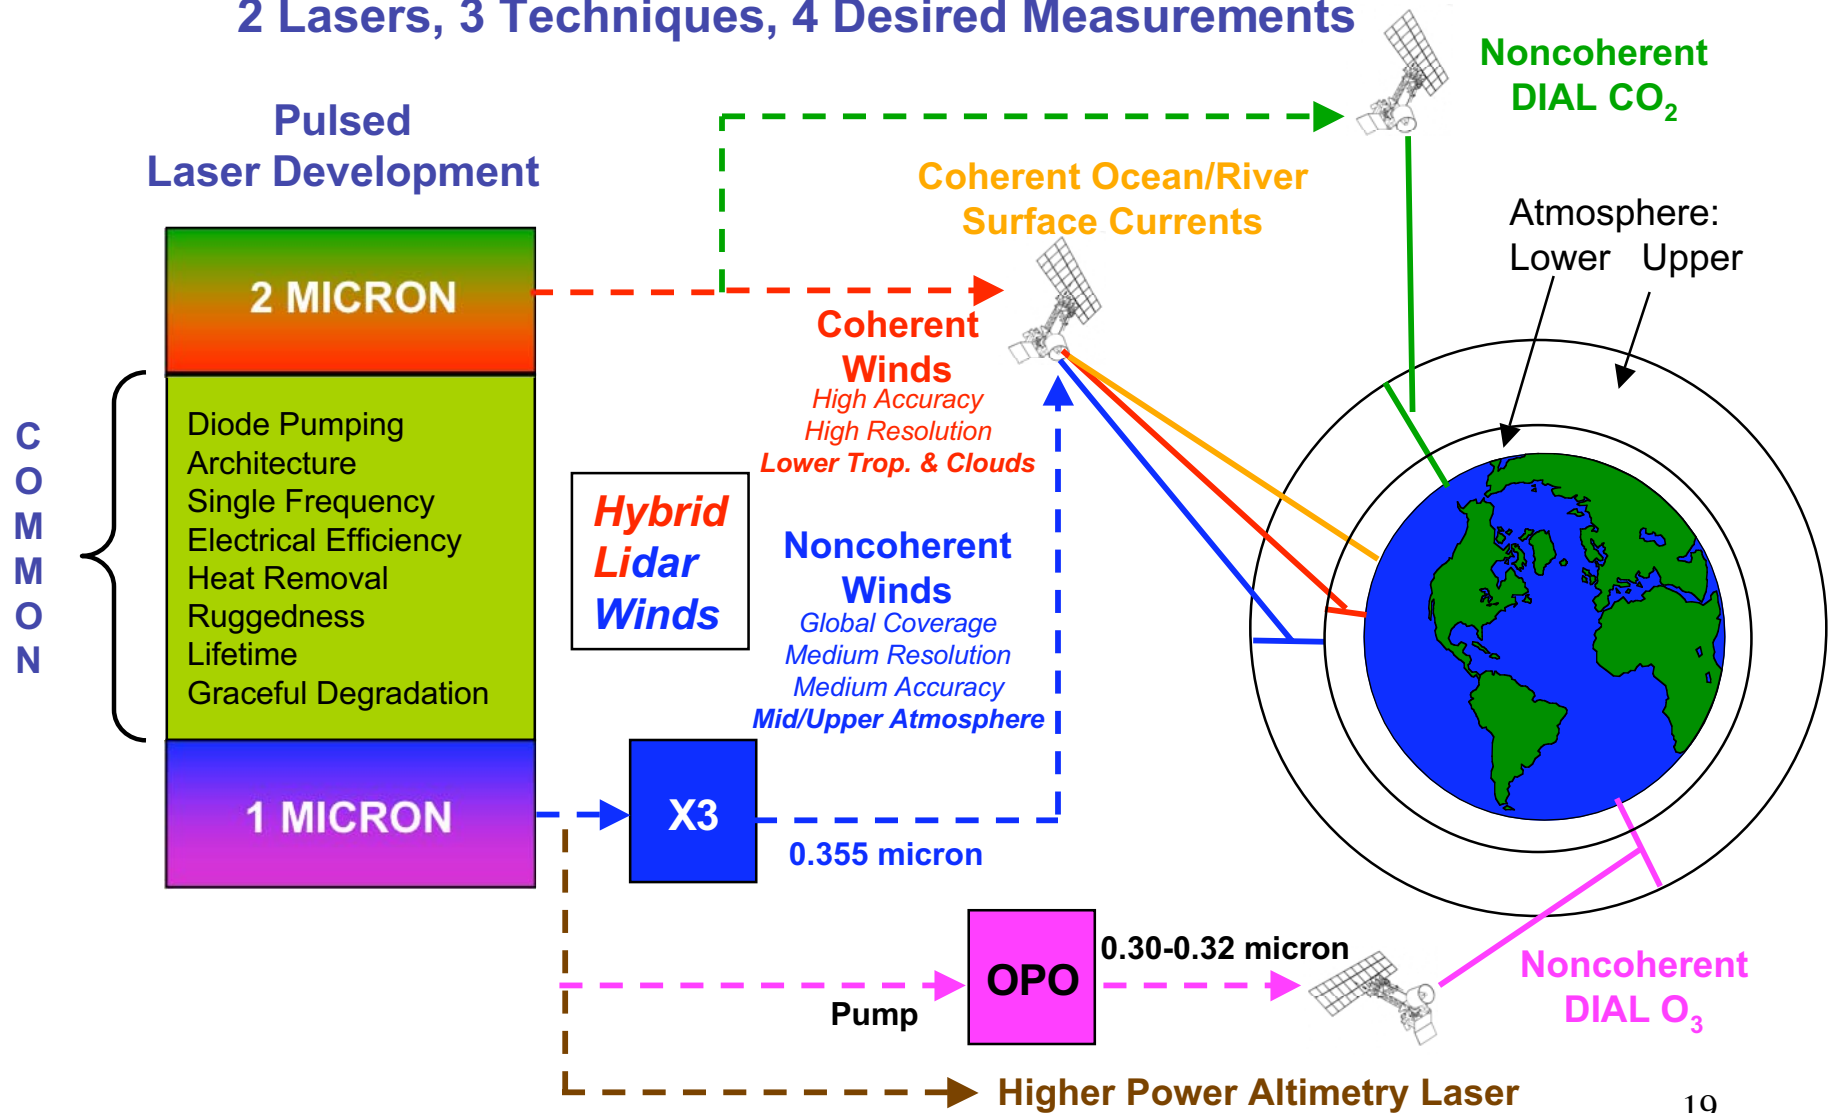 2 Lasers, 3 Techniques, 4 Desired Measurements
Pulsed
Laser Development
2 MICRON
COMMON
Diode Pumping
Architecture
Single Frequency
Electrical Efficiency
Heat Removal
Ruggedness
Lifetime
Graceful Degradation
1 MICRON
Hybrid
Lidar
Winds
X3
0.355 micron
Coherent
Winds
High Accuracy
High Resolution
Lower Trop. & Clouds
Noncoherent
Winds
Global Coverage
Medium Resolution
Medium Accuracy
Mid/Upper Atmosphere
Coherent Ocean/River
Surface Currents
Noncoherent
DIAL CO2
Atmosphere:
Lower Upper
Pump
OPO
0.30-0.32 micron
Noncoherent
DIAL O3
Higher Power Altimetry Laser
19